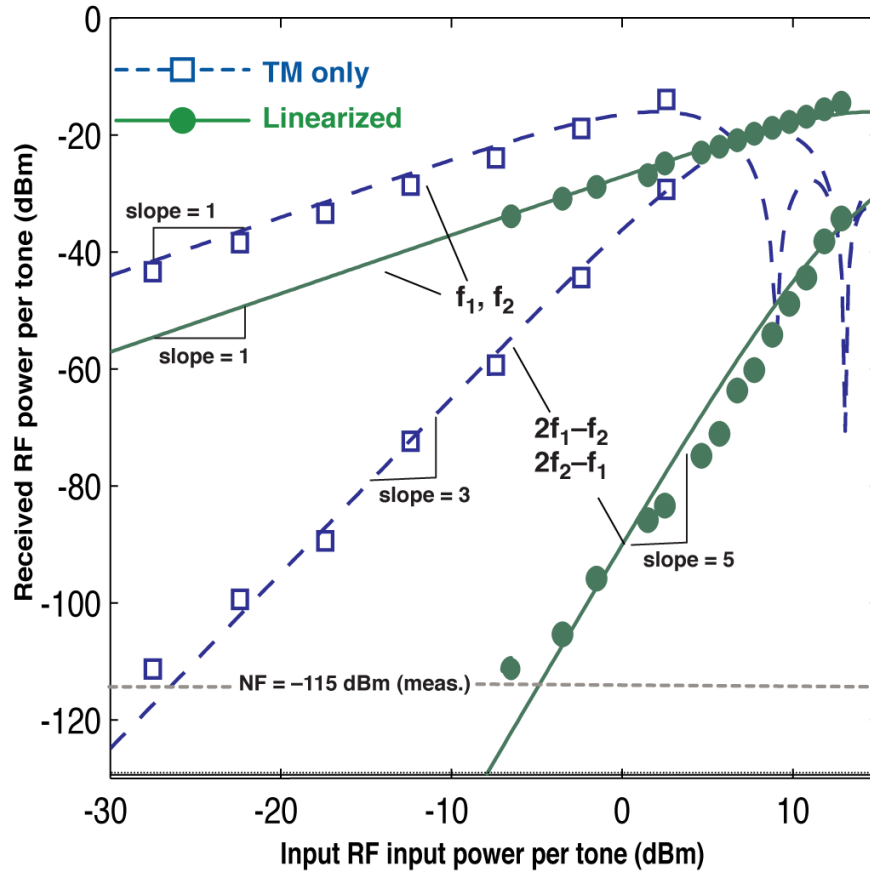 0
TM only
Linearized
-20
slope = 1
-40
f1, f2
slope = 1
-60
2f1–f2
2f2–f1
-80
slope = 3
slope = 5
-100
NF = –115 dBm (meas.)
-120
-30
-20
-10
0
10
Input RF input power per tone (dBm)
Received RF power per tone (dBm)